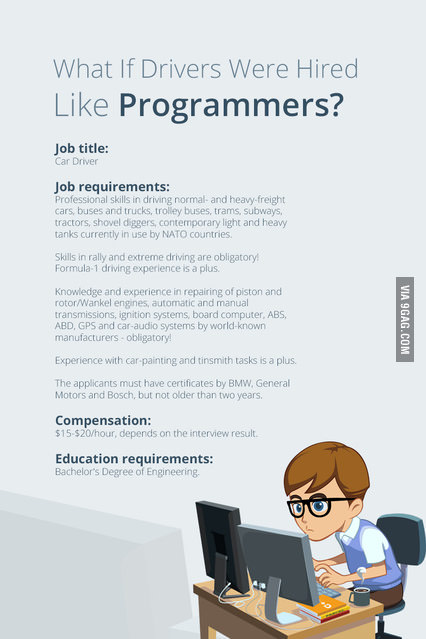 What If Drivers Were Hired
Like Programmers?
Job title:
Car Driver
Job requirements:
Professional skills in driving normal- and heavy-freight
cars, buses and trucks, trolley buses, trams, subways,
tractors, shovel diggers, contemporary light and heavy
tanks currently in use by NATO countries.
Skills in rally and extreme driving are obligatory!
Formula-1 driving experience is a plus.
Knowledge and experience in repairing of piston and
rotor/Wankel engines, automatic and manual
transmissions, ignition systems, board computer, ABS,
ABD, GPS and car-audio systems by world-known
manufacturers - obligatory!
Experience with car-painting and tinsmith tasks is a plus.
The applicants must have certificates by BMW, General
Motors and Bosch, but not older than two years.
Compensation:
$15-$20/hour, depends on the interview result.
Education requirements:
Bachelor's Degree of Engineering.
VIA 9GAG.COM